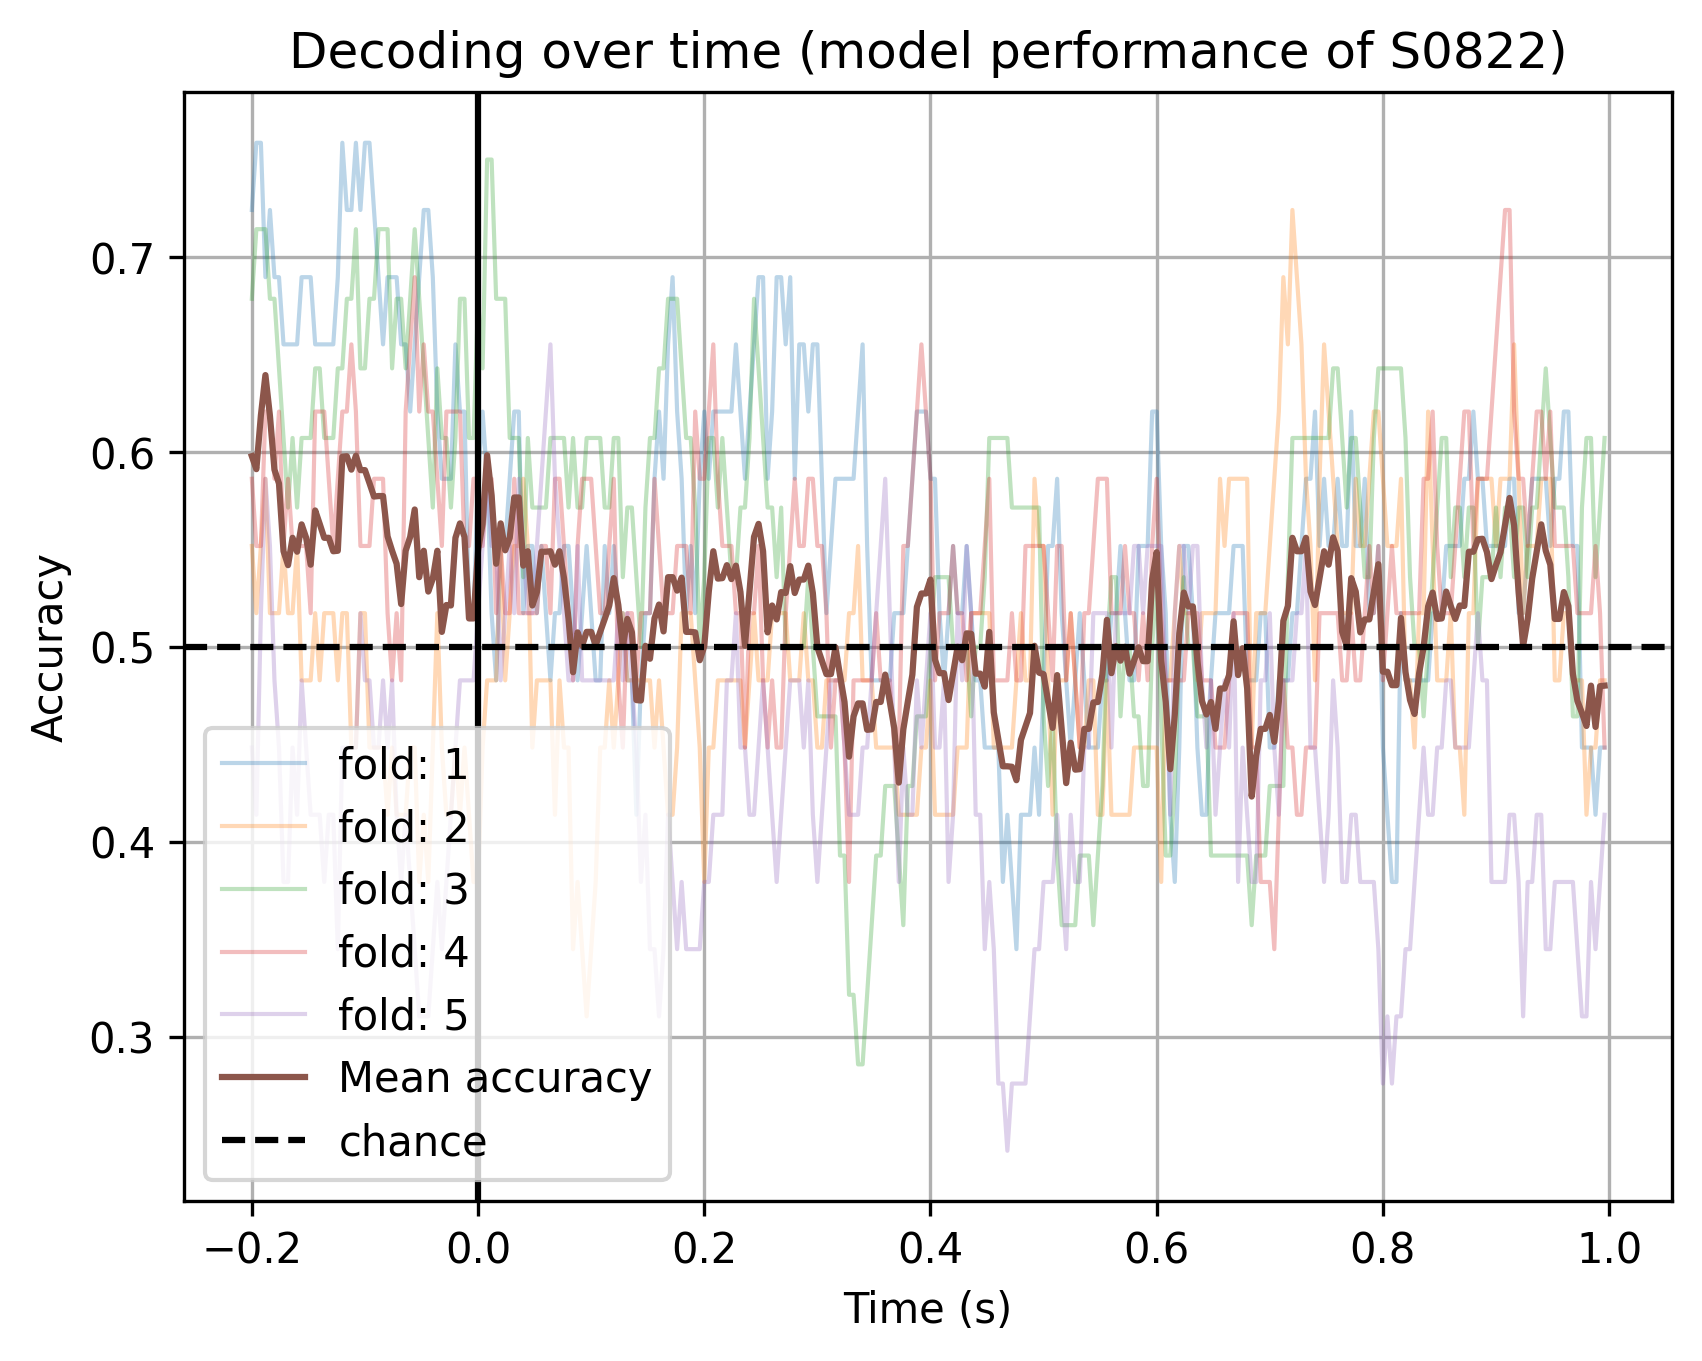 Decoding over time (model performance of S0822)
Accuracy
0.7
0.6
0.5
0.4
0.3
fold: 1
fold: 2
fold: 3
fold: 4
fold: 5
Mean accuracy
chance
−0.2 0.0 0.2 0.4 0.6 0.8 1.0
Time (s)